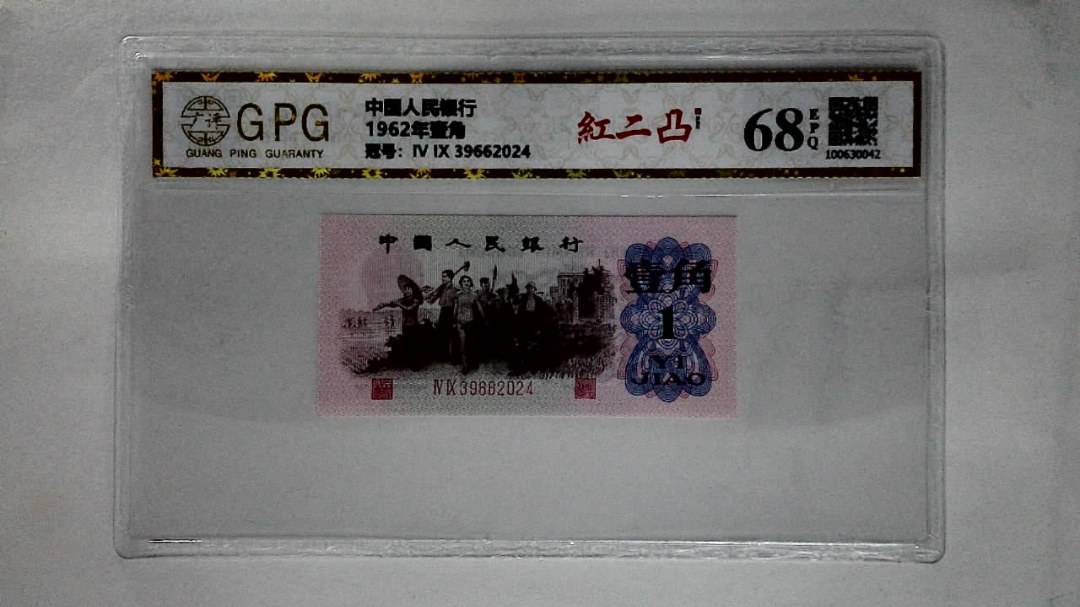 GPG
GUANG PING GUARANTY
中國人民銀行
1962年壹角
冠号：Ⅳ Ⅸ 39662024
紅二凸
68
EPQ
100630042
中國人民銀行
壹角
1
YI
JIAO
Ⅳ Ⅸ 39662024